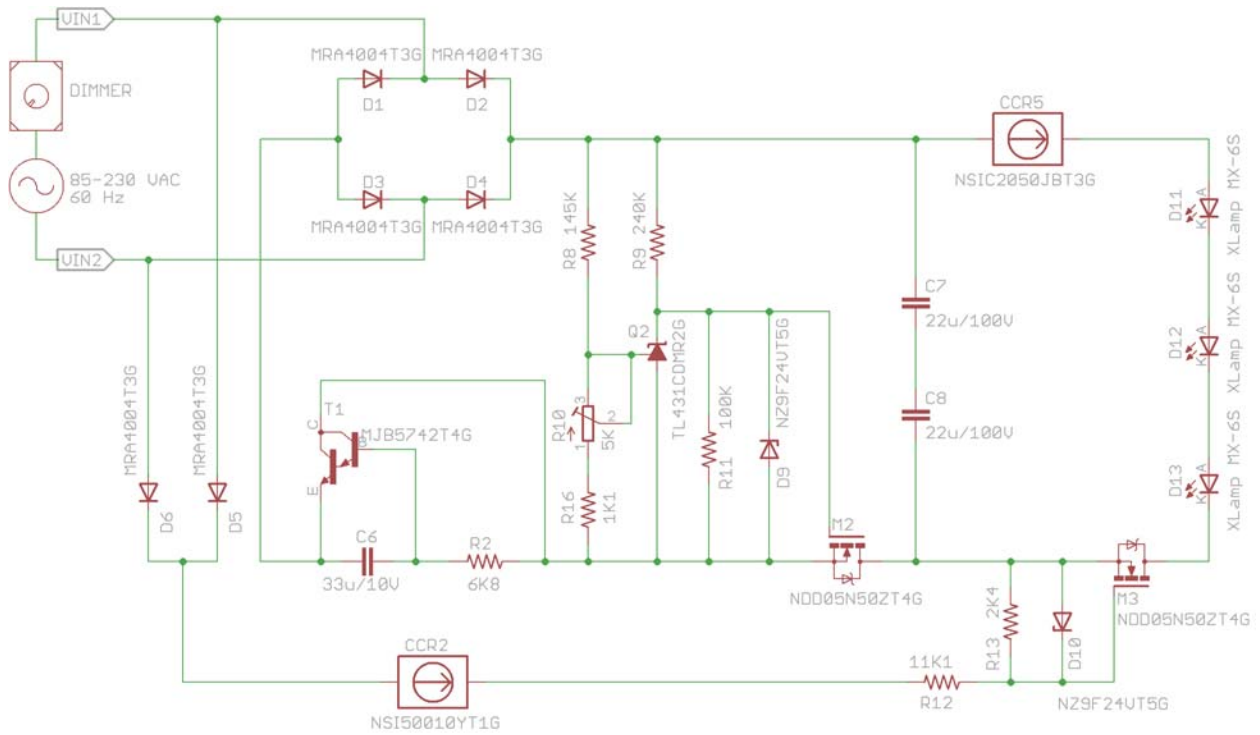 VIN1
DIMMER
85-230 VAC
60 Hz
VIN2
MRA4004T3G
MRA4004T3G
D1
D2
D3
D4
MRA4004T3G
MRA4004T3G
MRA4004T3G
D6
MRA4004T3G
D5
T1
C
B
E
MJB5742T4G
C6
33u/10V
R2
6K8
R8
145K
R9
240K
Q2
TL431CDMR2G
R10
3
2
1
5K
R16
1K1
R11
100K
NZ9F24VT5G
D9
M2
NDD05N50ZT4G
C7
22u/100V
C8
22u/100V
CCR5
NSIC2050JBT3G
D11
A
K
XLamp MX-6S
D12
A
K
XLamp MX-6S
D13
A
K
XLamp MX-6S
M3
NDD05N50ZT4G
R13
2K4
D10
NZ9F24VT5G
11K1
R12
CCR2
NSI50010YT1G